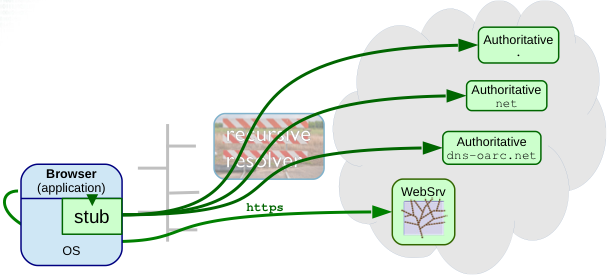 Authoritative
.
Authoritative
net
recursive
resolver
Authoritative
dns-oarc.net
Browser
(application)
stub
OS
https
WebSrv